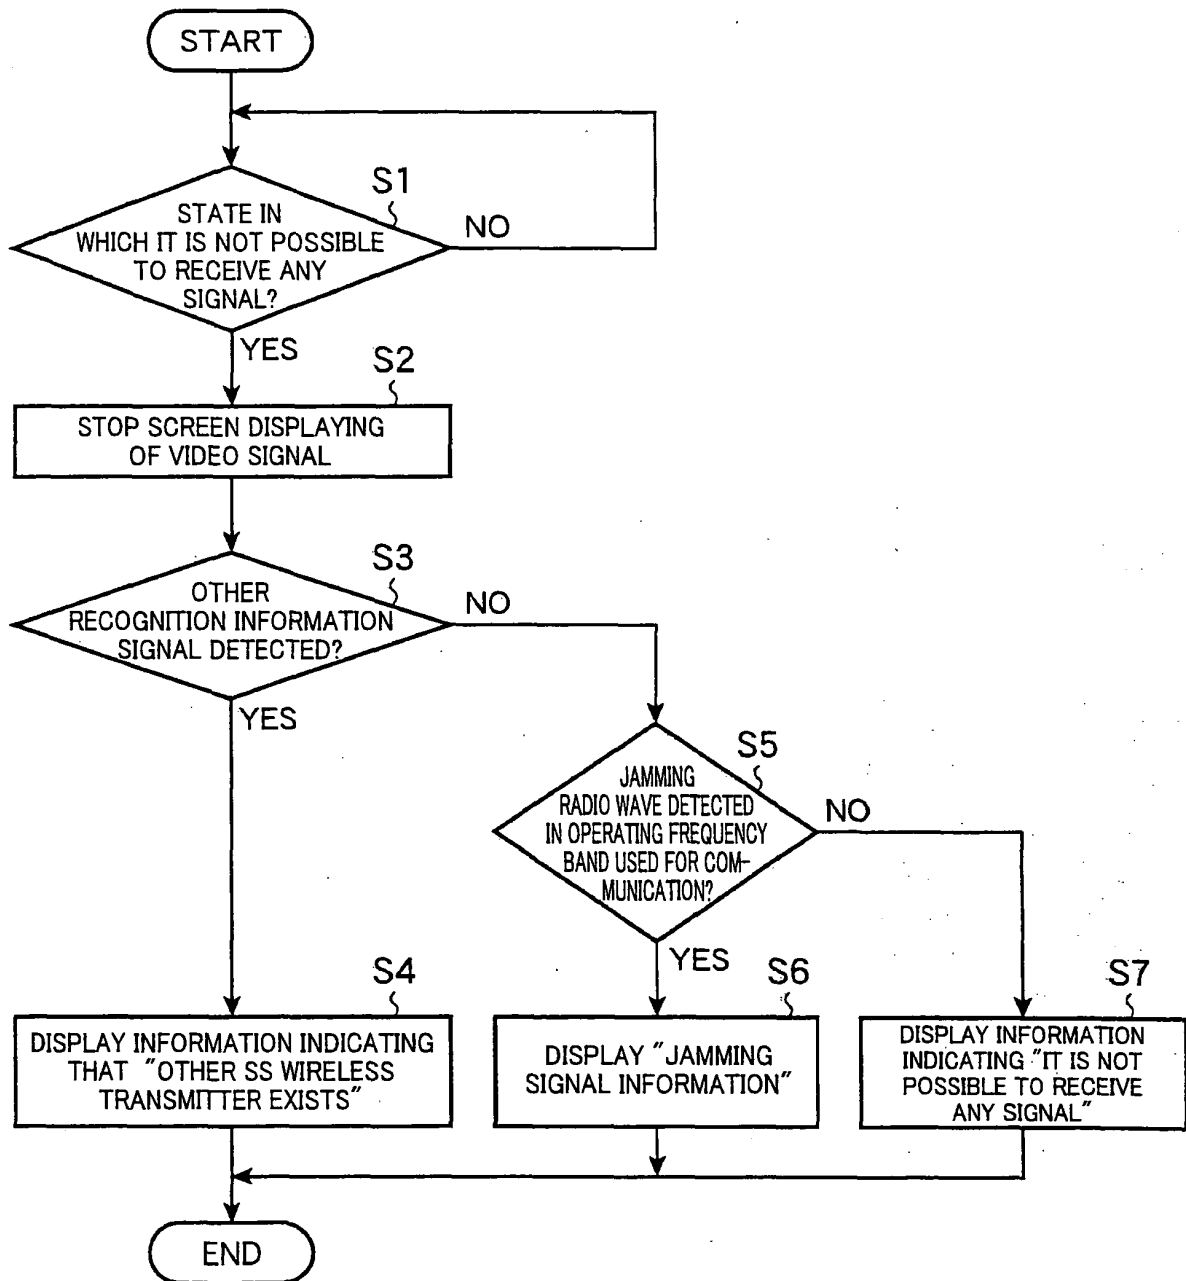 START
S1
STATE IN
WHICH IT IS NOT POSSIBLE
TO RECEIVE ANY
SIGNAL?
NO
YES
S2
STOP SCREEN DISPLAYING
OF VIDEO SIGNAL
S3
OTHER
RECOGNITION INFORMATION
SIGNAL DETECTED?
NO
YES
S5
JAMMING
RADIO WAVE DETECTED
IN OPERATING FREQUENCY
BAND USED FOR COM-
MUNICATION?
NO
YES
S4
DISPLAY INFORMATION INDICATING
THAT "OTHER SS WIRELESS
TRANSMITTER EXISTS"
S6
DISPLAY "JAMMING
SIGNAL INFORMATION"
S7
DISPLAY INFORMATION
INDICATING "IT IS NOT
POSSIBLE TO RECEIVE
ANY SIGNAL"
END